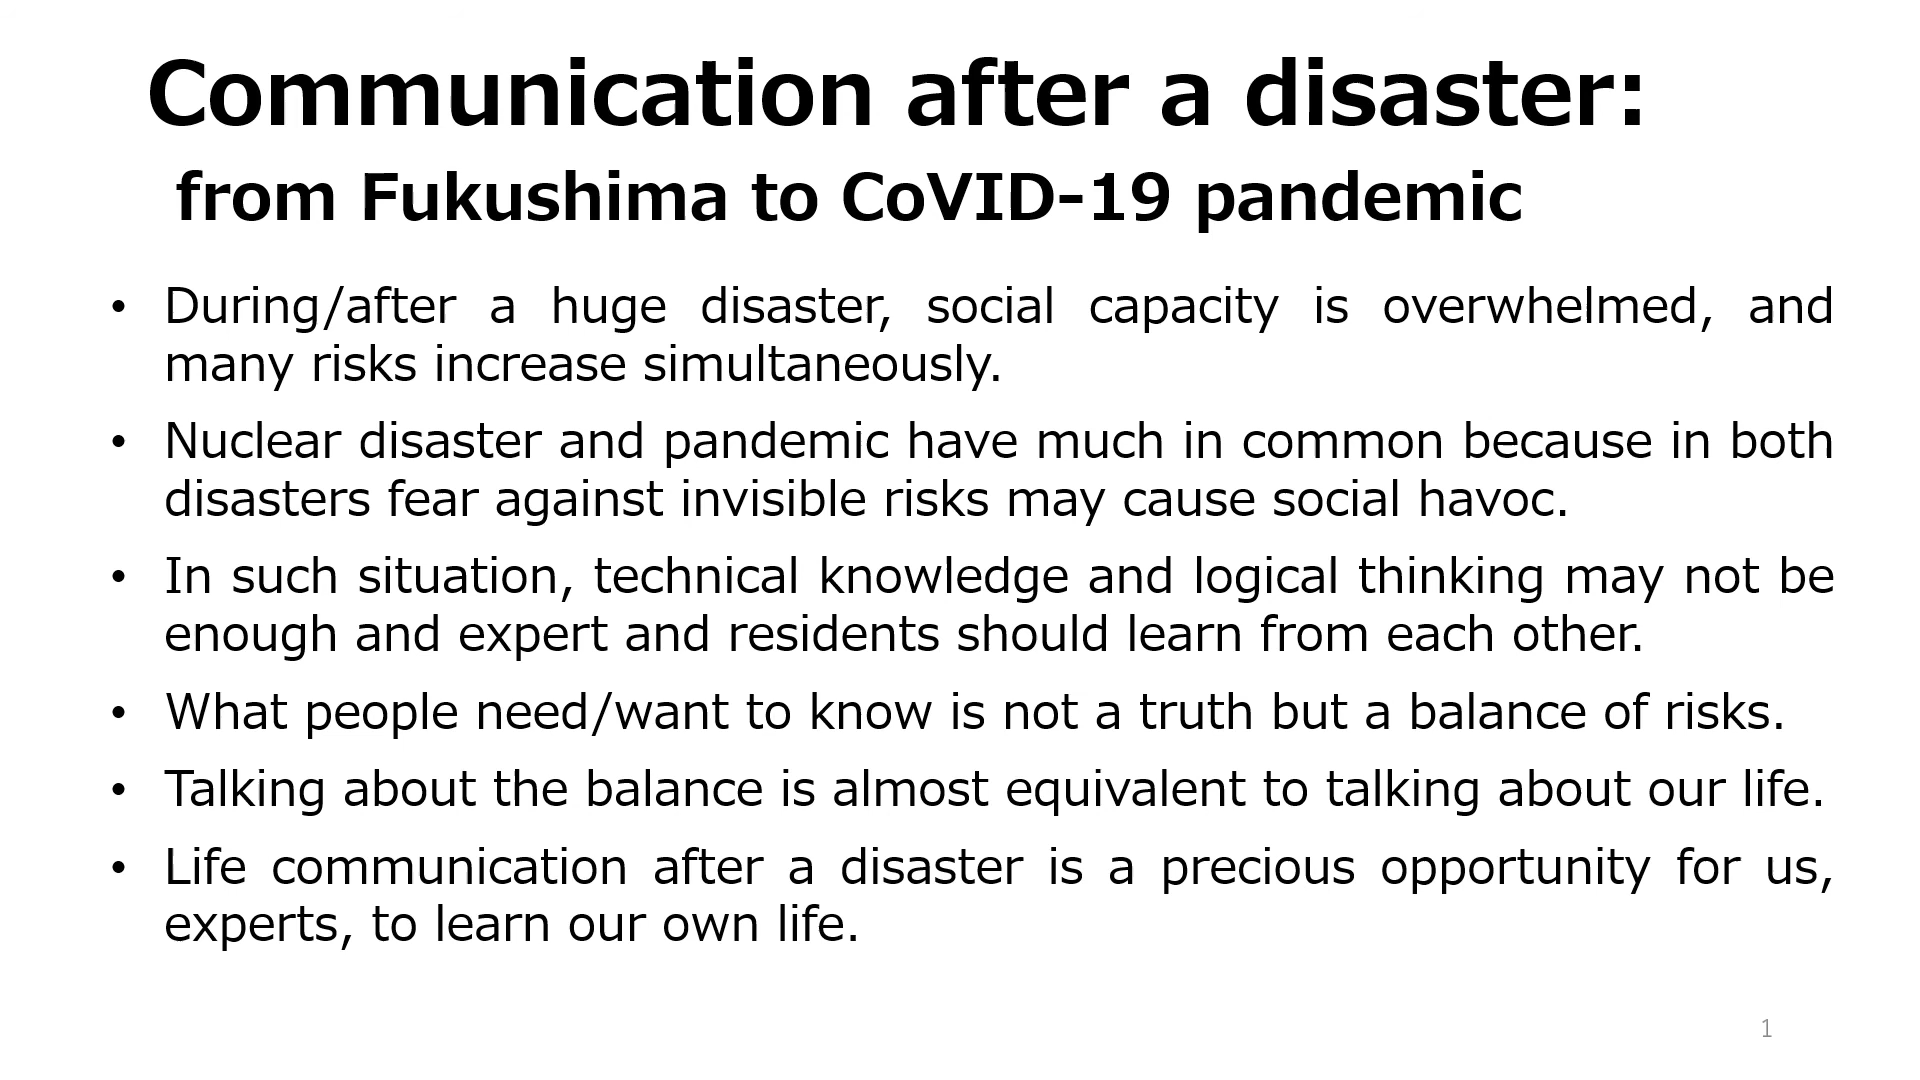 Communication after a disaster:
from Fukushima to CoVID-19 pandemic
• During/after a huge disaster, social capacity is overwhelmed, and
many risks increase simultaneously.
• Nuclear disaster and pandemic have much in common because in both
disasters fear against invisible risks may cause social havoc.
• In such situation, technical knowledge and logical thinking may not be
enough and expert and residents should learn from each other.
• What people need/want to know is not a truth but a balance of risks.
• Talking about the balance is almost equivalent to talking about our life.
• Life communication after a disaster is a precious opportunity for us,
experts, to learn our own life.
1